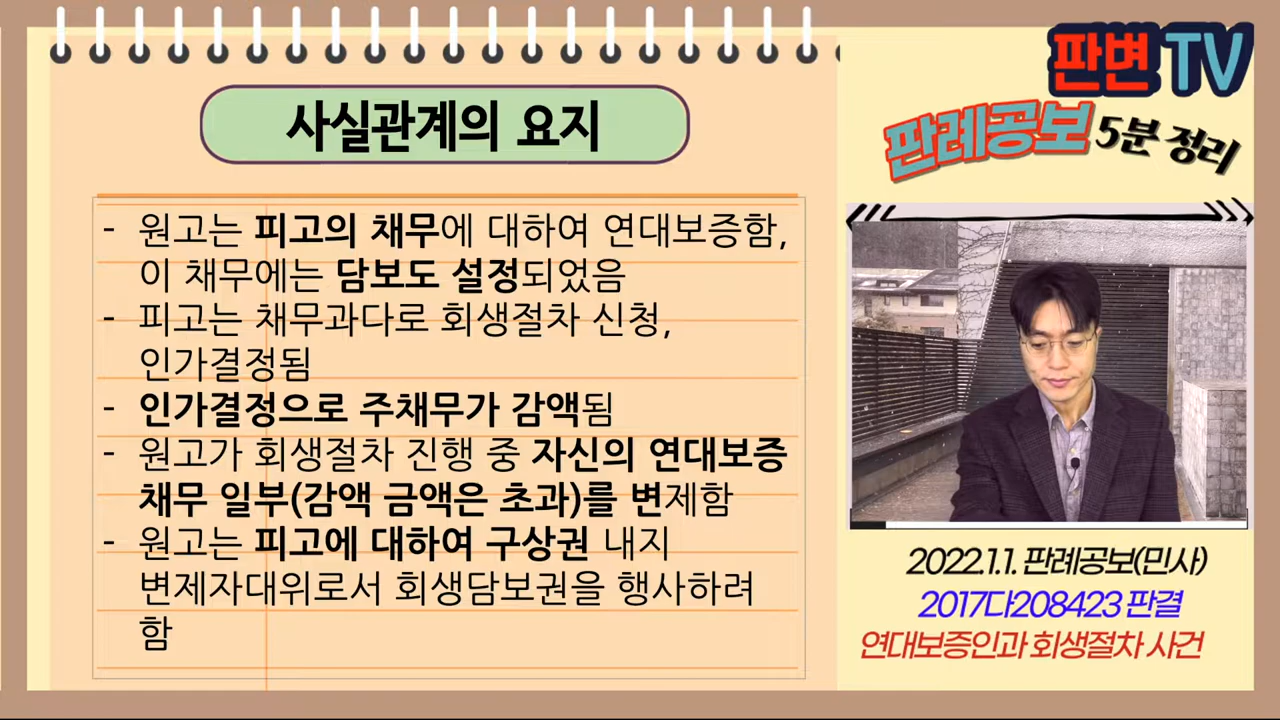 사실관계의 요지
- 원고는 피고의 채무에 대하여 연대보증함,
이 채무에는 담보도 설정되었음
- 피고는 채무과다로 회생절차 신청,
인가결정됨
- 인가결정으로 주채무가 감액됨
- 원고가 회생절차 진행 중 자신의 연대보증
채무 일부(감액 금액은 초과)를 변제함
- 원고는 피고에 대하여 구상권 내지
변제자대위로서 회생담보권을 행사하려
함
판변 TV
판례공보 5분 정리
2022.1.1. 판례공보(민사)
2017다208423 판결
연대보증인과 회생절차 사건